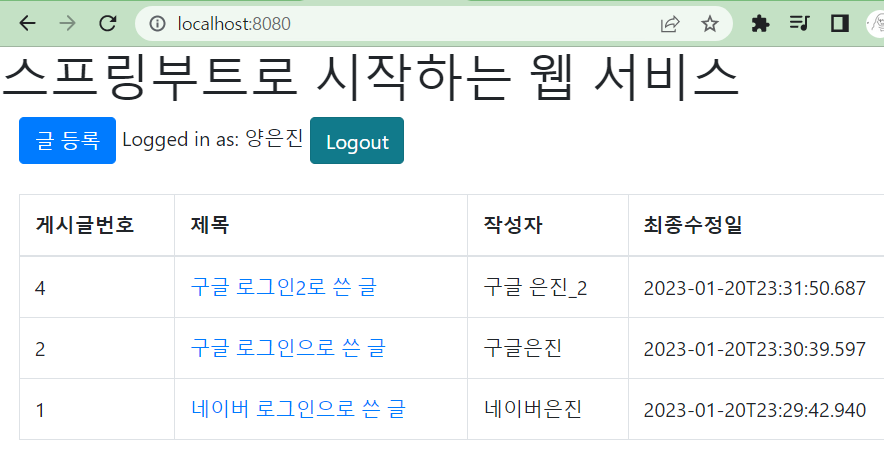 localhost:8080
스프링부트로 시작하는 웹 서비스
글 등록 Logged in as: 양은진 Logout
게시글번호 제목 작성자 최종수정일
4 구글 로그인2로 쓴 글 구글 은진_2 2023-01-20T23:31:50.687
2 구글 로그인으로 쓴 글 구글은진 2023-01-20T23:30:39.597
1 네이버 로그인으로 쓴 글 네이버은진 2023-01-20T23:29:42.940